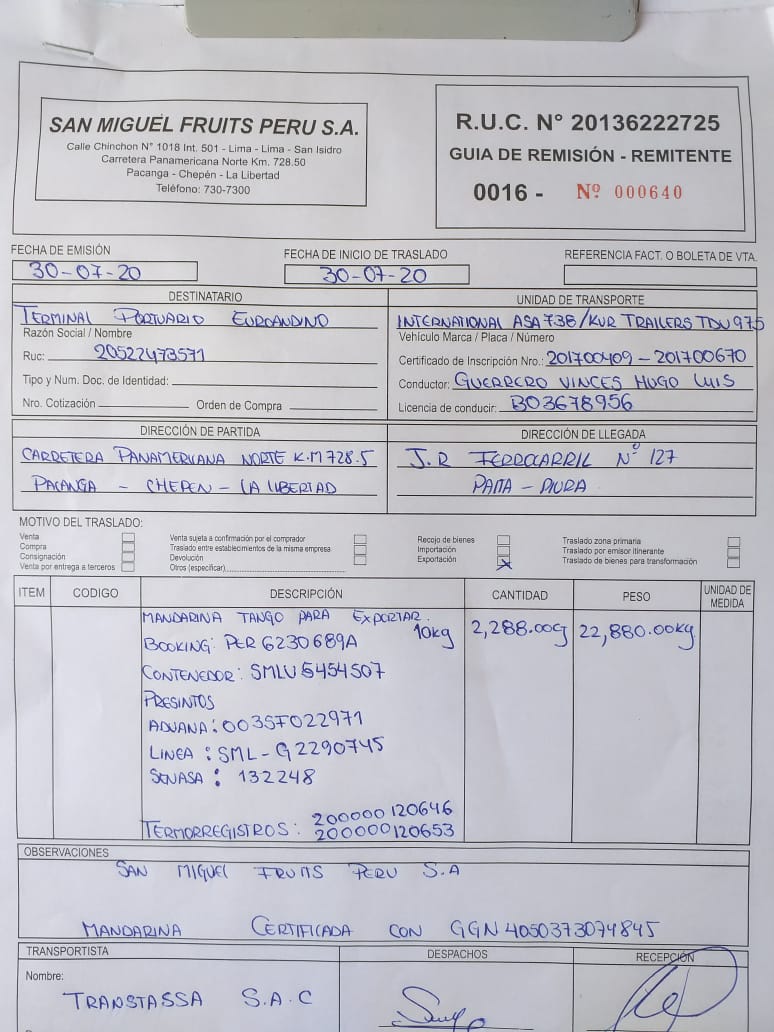 SAN MIGUEL FRUITS PERU S.A.
Calle Chinchon N° 1018 Int. 501 - Lima - Lima - San Isidro
Carretera Panamericana Norte Km. 728.50
Pacanga - Chepén - La Libertad
Teléfono: 730-7300
R.U.C. N° 20136222725
GUIA DE REMISIÓN - REMITENTE
0016 - Nº 000640
FECHA DE EMISIÓN
30-07-20
FECHA DE INICIO DE TRASLADO
30-07-20
REFERENCIA FACT. O BOLETA DE VTA.
DESTINATARIO
TERMINAL PORTUARIO EUROANDINO
Razón Social / Nombre
Ruc: 20522473571
Tipo y Num. Doc. de Identidad:
Nro. Cotización Orden de Compra
UNIDAD DE TRANSPORTE
INTERNATIONAL ASA 738/KUR TRAILERS TDU 975
Vehículo Marca / Placa / Número
Certificado de Inscripción Nro.: 201700409 - 201700670
Conductor: GUERRERO VINCES HUGO LUIS
Licencia de conducir: B03678956
DIRECCIÓN DE PARTIDA
CARRETERA PANAMERICANA NORTE K.M 728.5
PACANGA - CHEPEN - LA LIBERTAD
DIRECCIÓN DE LLEGADA
J.R FERROCARRIL Nº 127
PAITA - PIURA
MOTIVO DEL TRASLADO:
Venta
Compra
Consignación
Venta por entrega a terceros
Venta sujeta a confirmación por el comprador
Traslado entre establecimientos de la misma empresa
Devolución
Otros (especificar)
Recojo de bienes
Importación
Exportación X
Traslado zona primaria
Traslado por emisor itinerante
Traslado de bienes para transformación
ITEM CODIGO DESCRIPCIÓN CANTIDAD PESO UNIDAD DE MEDIDA
MANDARINA TANGO PARA EXPORTAR.
10kg 2,288.00 22,880.00kg
BOOKING: PER 6230689A
CONTENEDOR: SMLU 5454507
PRESINTOS
ADUANA: 0035F022971
LINEA : SML - G2290745
SENASA : 132248
TERMORREGISTROS: 200000120646
200000120653
OBSERVACIONES
SAN MIGUEL FRUITS PERU S.A
MANDARINA CERTIFICADA CON GGN 4050373074845
TRANSPORTISTA
DESPACHOS
RECEPCIÓN
Nombre:
TRANSTASSA S.A.C